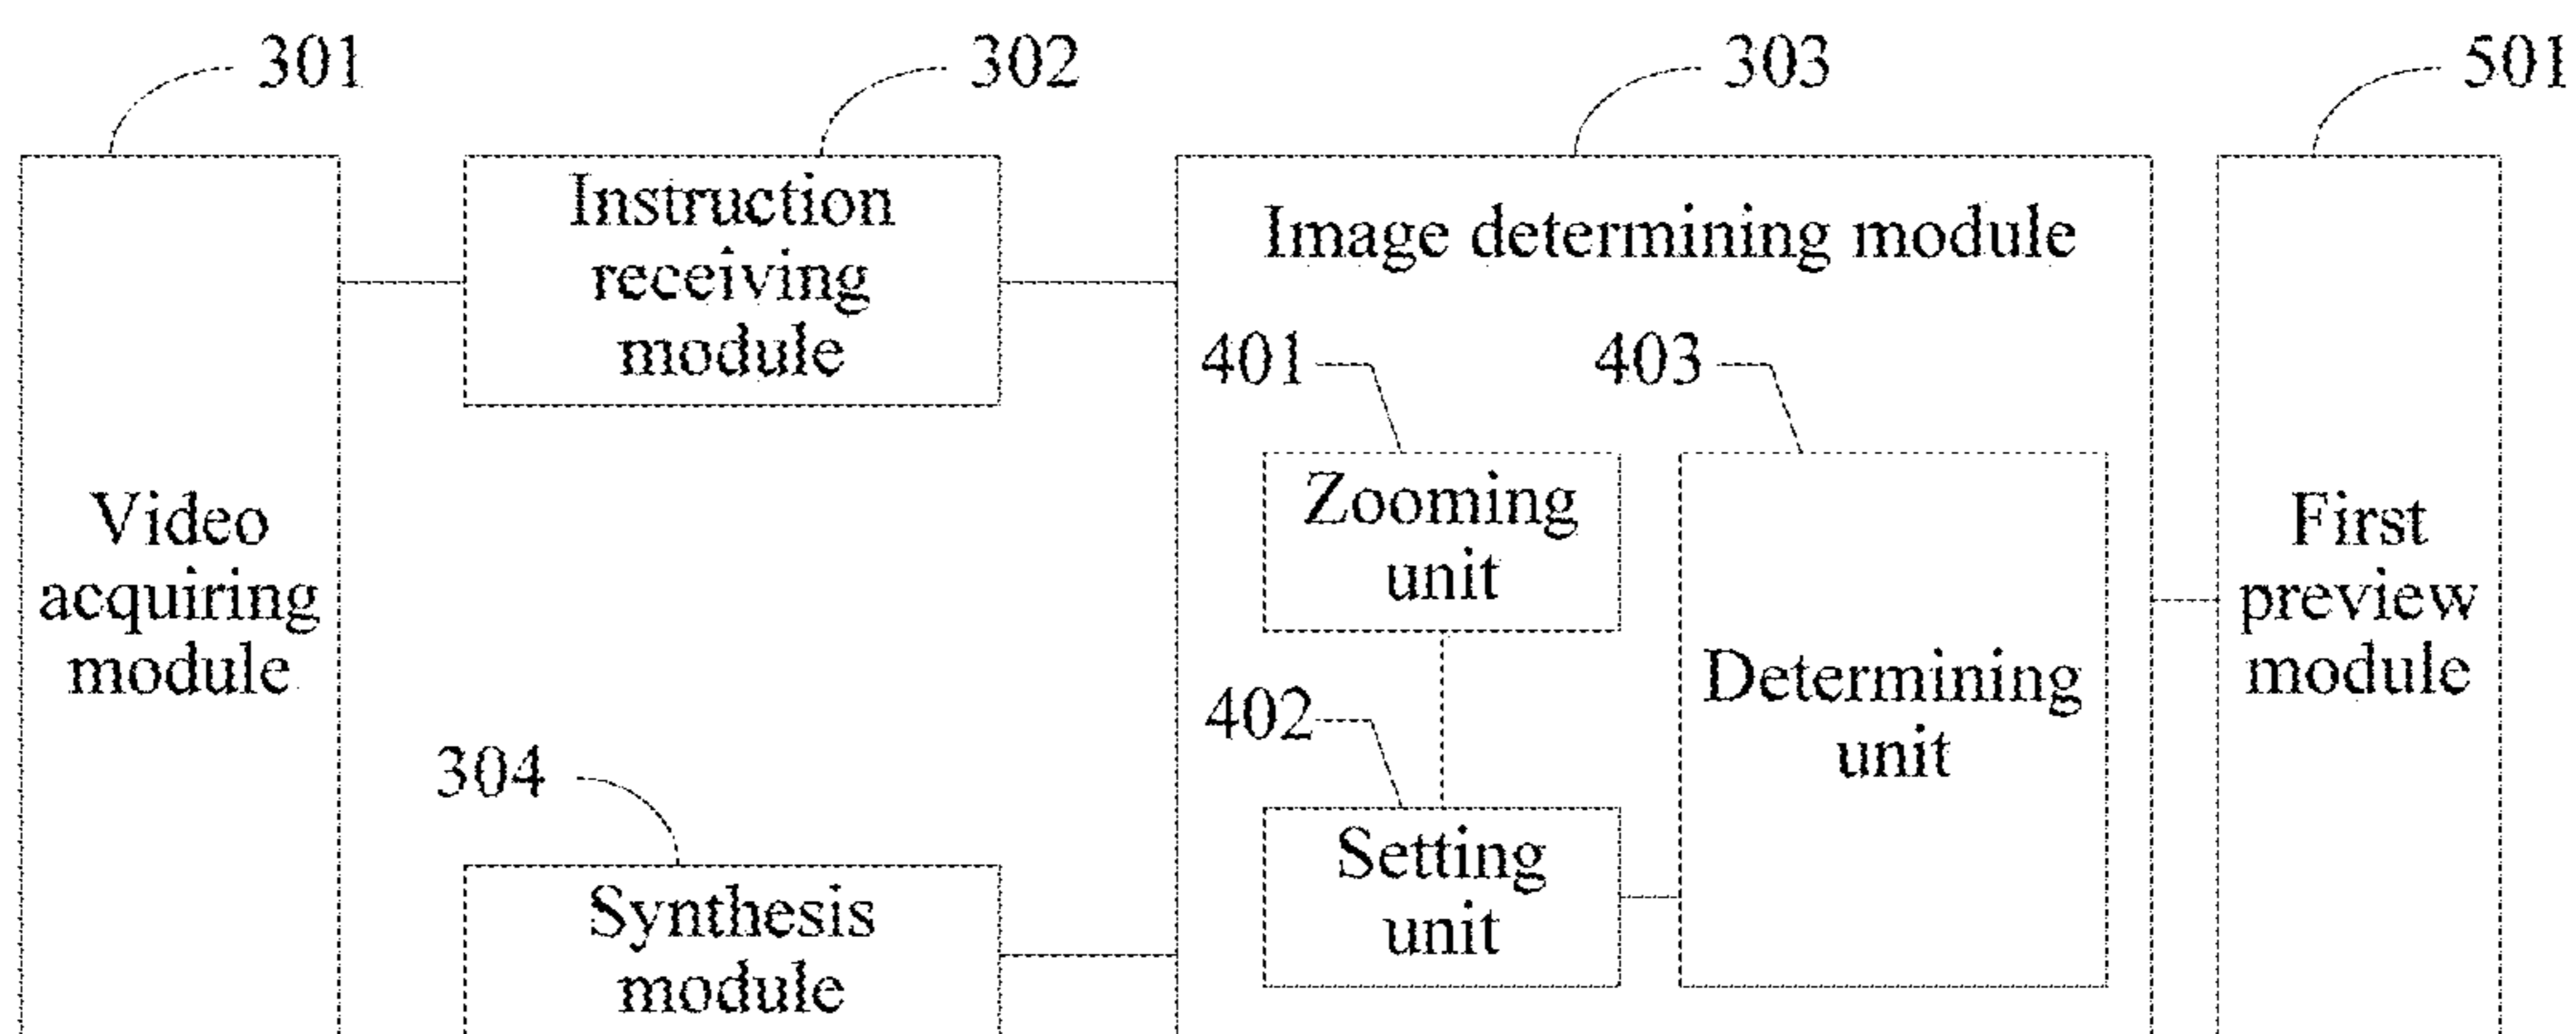 301
302
303
501
Instruction
receiving
module
Image determining module
401
403
Video
acquiring
module
Zooming
unit
First
preview
module
402
Determining
unit
304
Setting
unit
Synthesis
module